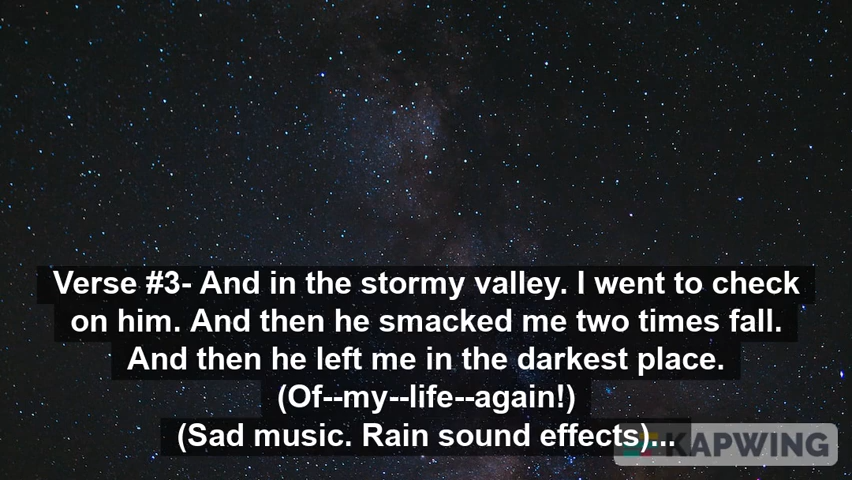 Verse #3- And in the stormy valley. I went to check
on him. And then he smacked me two times fall.
And then he left me in the darkest place.
(Of--my--life--again!)
(Sad music. Rain sound effects)...
KAPWING